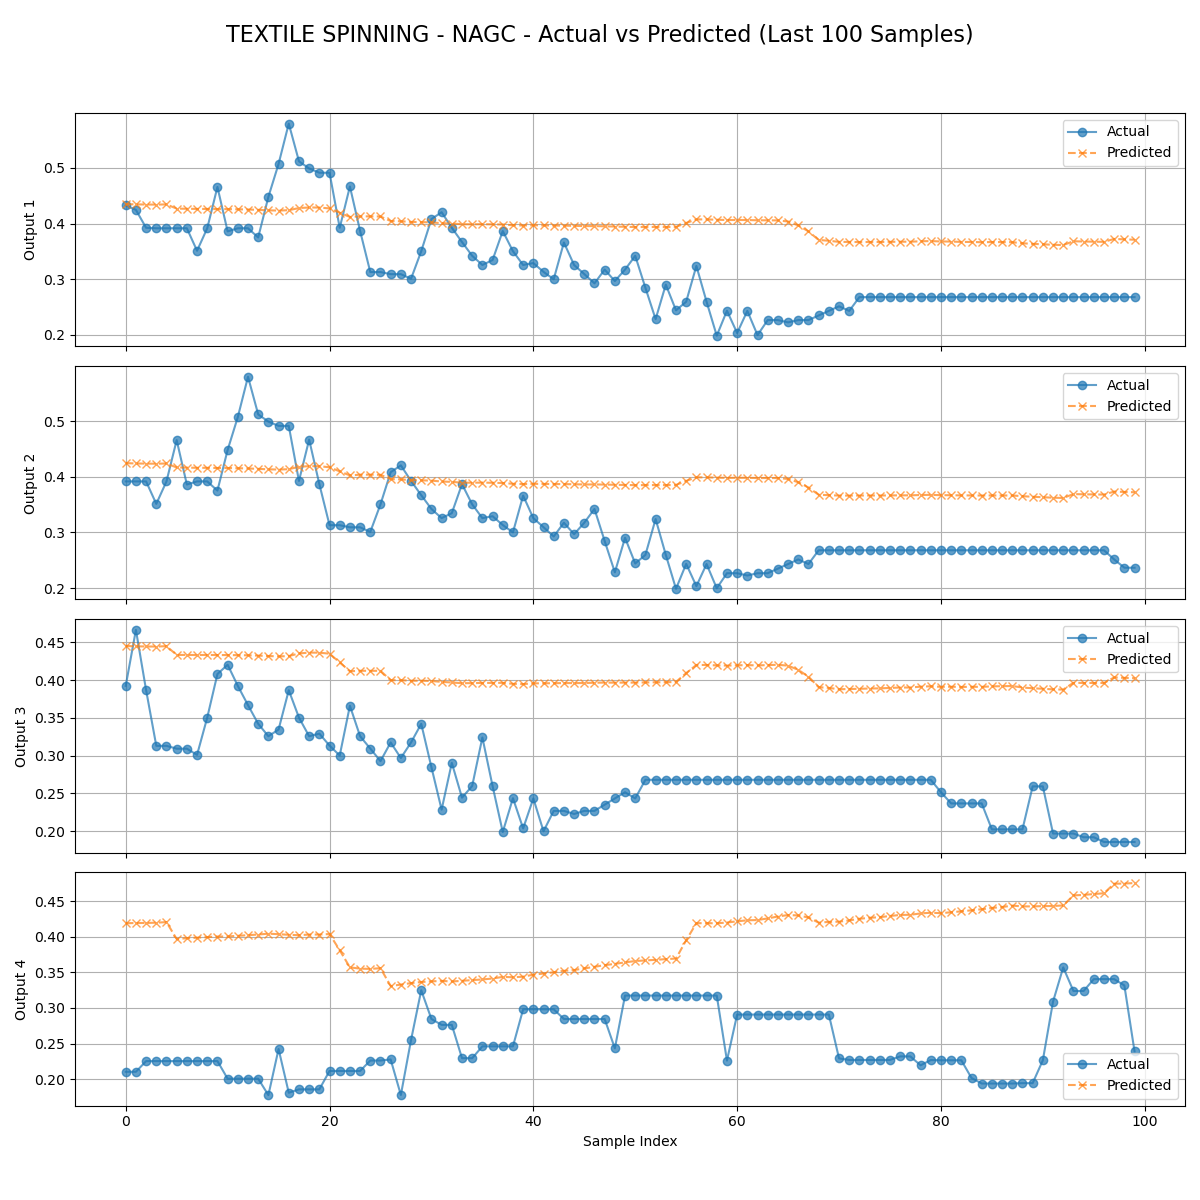 TEXTILE SPINNING - NAGC - Actual vs Predicted (Last 100 Samples)
Output 1
0.5
0.4
0.3
0.2
Actual
Predicted
Output 2
0.5
0.4
0.3
0.2
Actual
Predicted
Output 3
0.45
0.40
0.35
0.30
0.25
0.20
Actual
Predicted
Output 4
0.45
0.40
0.35
0.30
0.25
0.20
Actual
Predicted
0 20 40 60 80 100
Sample Index